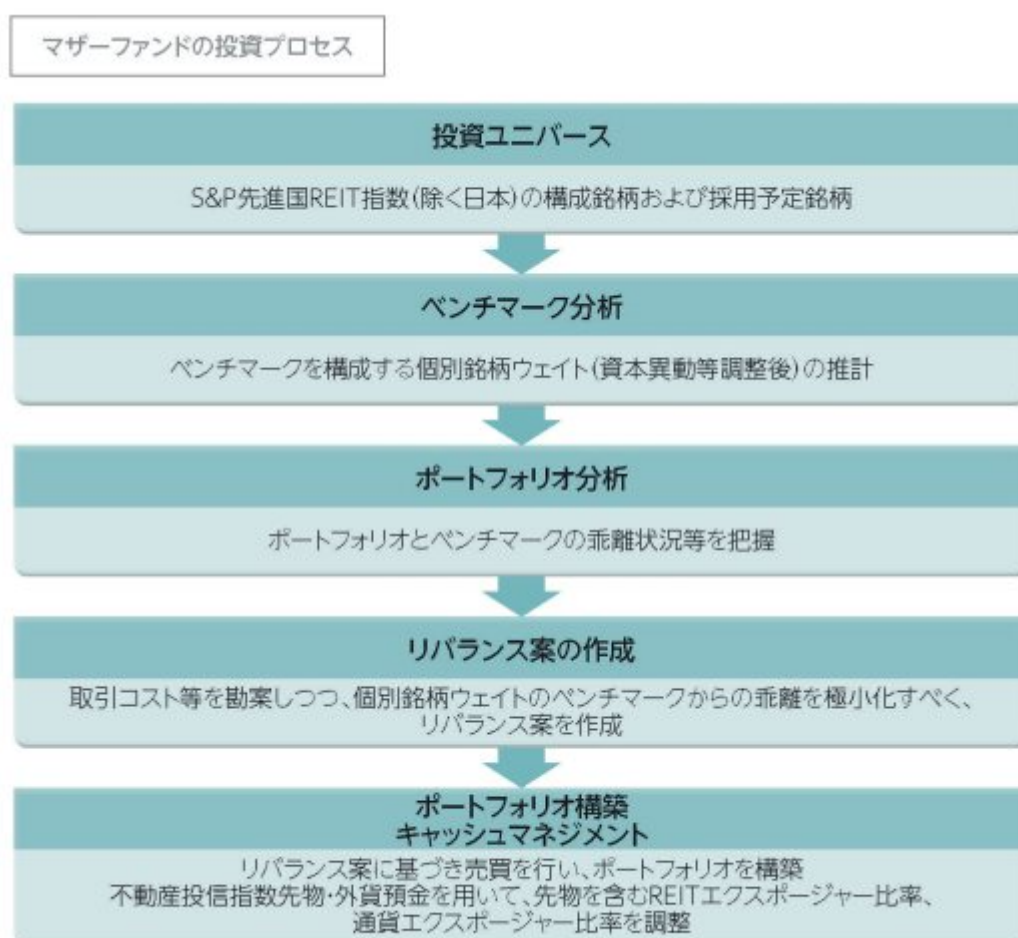 マザーファンドの投資プロセス
投資ユニバース
S&P先進国REIT指数(除く日本)の構成銘柄および採用予定銘柄
ベンチマーク分析
ベンチマークを構成する個別銘柄ウェイト(資本異動等調整後)の推計
ポートフォリオ分析
ポートフォリオとベンチマークの乖離状況等を把握
リバランス案の作成
取引コスト等を勘案しつつ、個別銘柄ウェイトのベンチマークからの乖離を極小化すべく、
リバランス案を作成
ポートフォリオ構築
キャッシュマネジメント
リバランス案に基づき売買を行い、ポートフォリオを構築
不動産投信指数先物・外貨預金を用いて、先物を含むREITエクスポージャー比率、
通貨エクスポージャー比率を調整